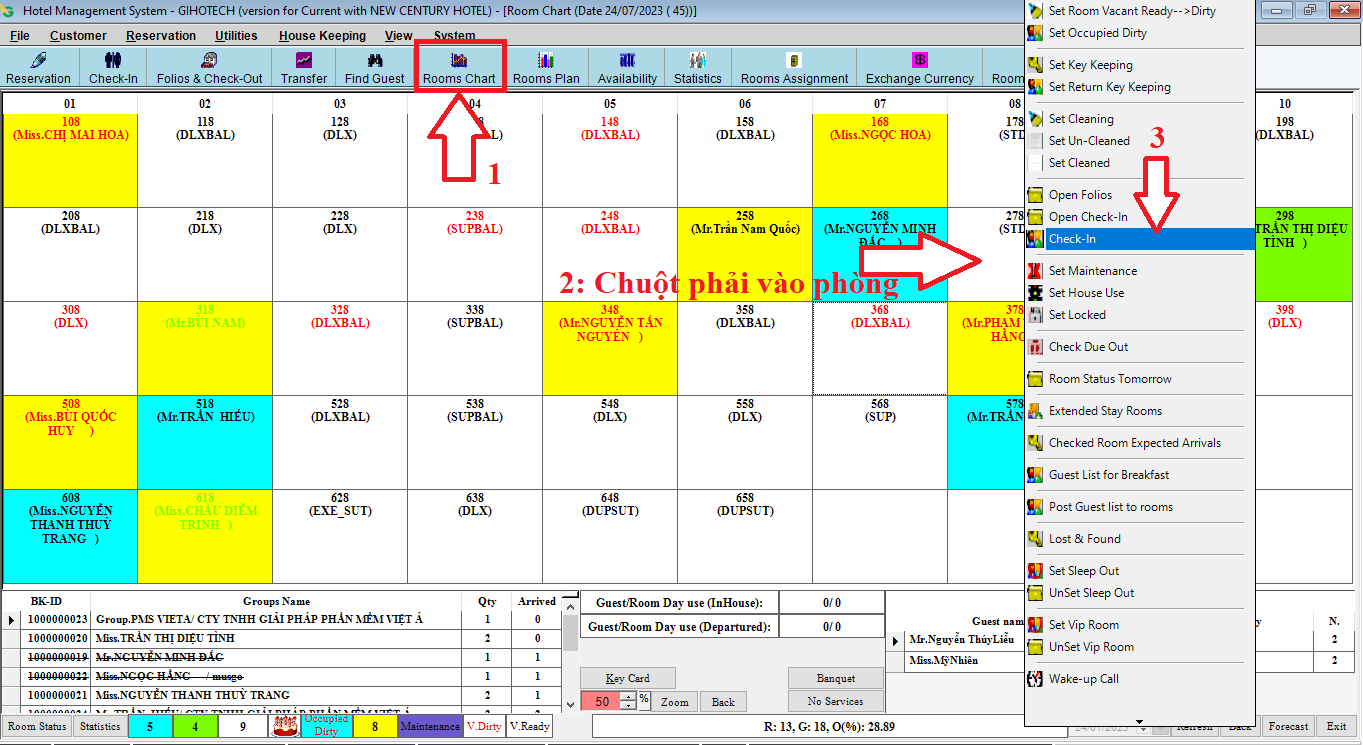 Hotel Management System - GIHOTECH (version for Current with NEW CENTURY HOTEL) - [Room Chart (Date 24/07/2023 ( 45))]
File Customer Reservation Utilities House Keeping View System
Reservation Check-In Folios & Check-Out Transfer Find Guest Rooms Chart Rooms Plan Availability Statistics Rooms Assignment Exchange Currency Room
01 02 03 04 05 06 07 08 10
108 118 128 148 158 168 178 198
(Miss.CHỊ MAI HOA) (DLXBAL) (DLX) (DLXBAL) (DLXBAL) (Miss.NGỌC HOA) (STD (DLXBAL)
1
208 218 228 238 248 258 268 278 298
(DLXBAL) (DLX) (DLX) (SUPBAL) (DLXBAL) (Mr.Trần Nam Quốc) (Mr.NGUYỄN MINH ĐẮC ) (STD TRẦN THỊ DIỆU TÌNH )
2: Chuột phải vào phòng
308 318 328 338 348 358 368 378 398
(DLX) (Mr.BÙI NAM) (DLXBAL) (SUPBAL) (Mr.NGUYỄN TẤN NGUYÊN ) (DLXBAL) (DLXBAL) (Mr.PHẠM HẰNG (DLX)
508 518 528 538 548 558 568 578
(Miss.BÙI QUỐC HUY ) (Mr.TRẦN HIẾU) (DLXBAL) (SUPBAL) (DLX) (DLX) (SUP) (Mr.TRẦN
608 618 628 638 648 658
(Miss.NGUYỄN THANH THUỲ TRANG ) (Miss.CHÂU DIỄM TRINH ) (EXE_SUT) (DLX) (DUPSUT) (DUPSUT)
Set Room Vacant Ready-->Dirty
Set Occupied Dirty
Set Key Keeping
Set Return Key Keeping
Set Cleaning
Set Un-Cleaned
3
Set Cleaned
Open Folios
Open Check-In
Check-In
Set Maintenance
Set House Use
Set Locked
Check Due Out
Room Status Tomorrow
Extended Stay Rooms
Checked Room Expected Arrivals
Guest List for Breakfast
Post Guest list to rooms
Lost & Found
Set Sleep Out
UnSet Sleep Out
Set Vip Room
UnSet Vip Room
Wake-up Call
BK-ID Groups Name Qty Arrived
1000000023 Group.PMS VIETA/ CTY TNHH GIẢI PHÁP PHẦN MỀM VIỆT Á 1 0
1000000020 Miss.TRẦN THỊ DIỆU TÌNH 2 0
1000000019 Mr.NGUYỄN MINH ĐẮC 1 1
1000000022 Miss.NGỌC HẰNG / musgo 1 1
1000000021 Miss.NGUYỄN THANH THUỲ TRANG 2 1
Guest/Room Day use (InHouse): 0/ 0
Guest/Room Day use (Departured): 0/ 0
Key Card Banquet
50 % Zoom Back No Services
Guest nam y N.
Mr.Nguyễn ThúyLiễu 2
Miss.MỹNhiên 2
Room Status Statistics 5 4 9 Occupied Dirty 8 Maintenance V.Dirty V.Ready R: 13, G: 18, O(%): 28.89 24/07/2023 Refresh Back Forecast Exit